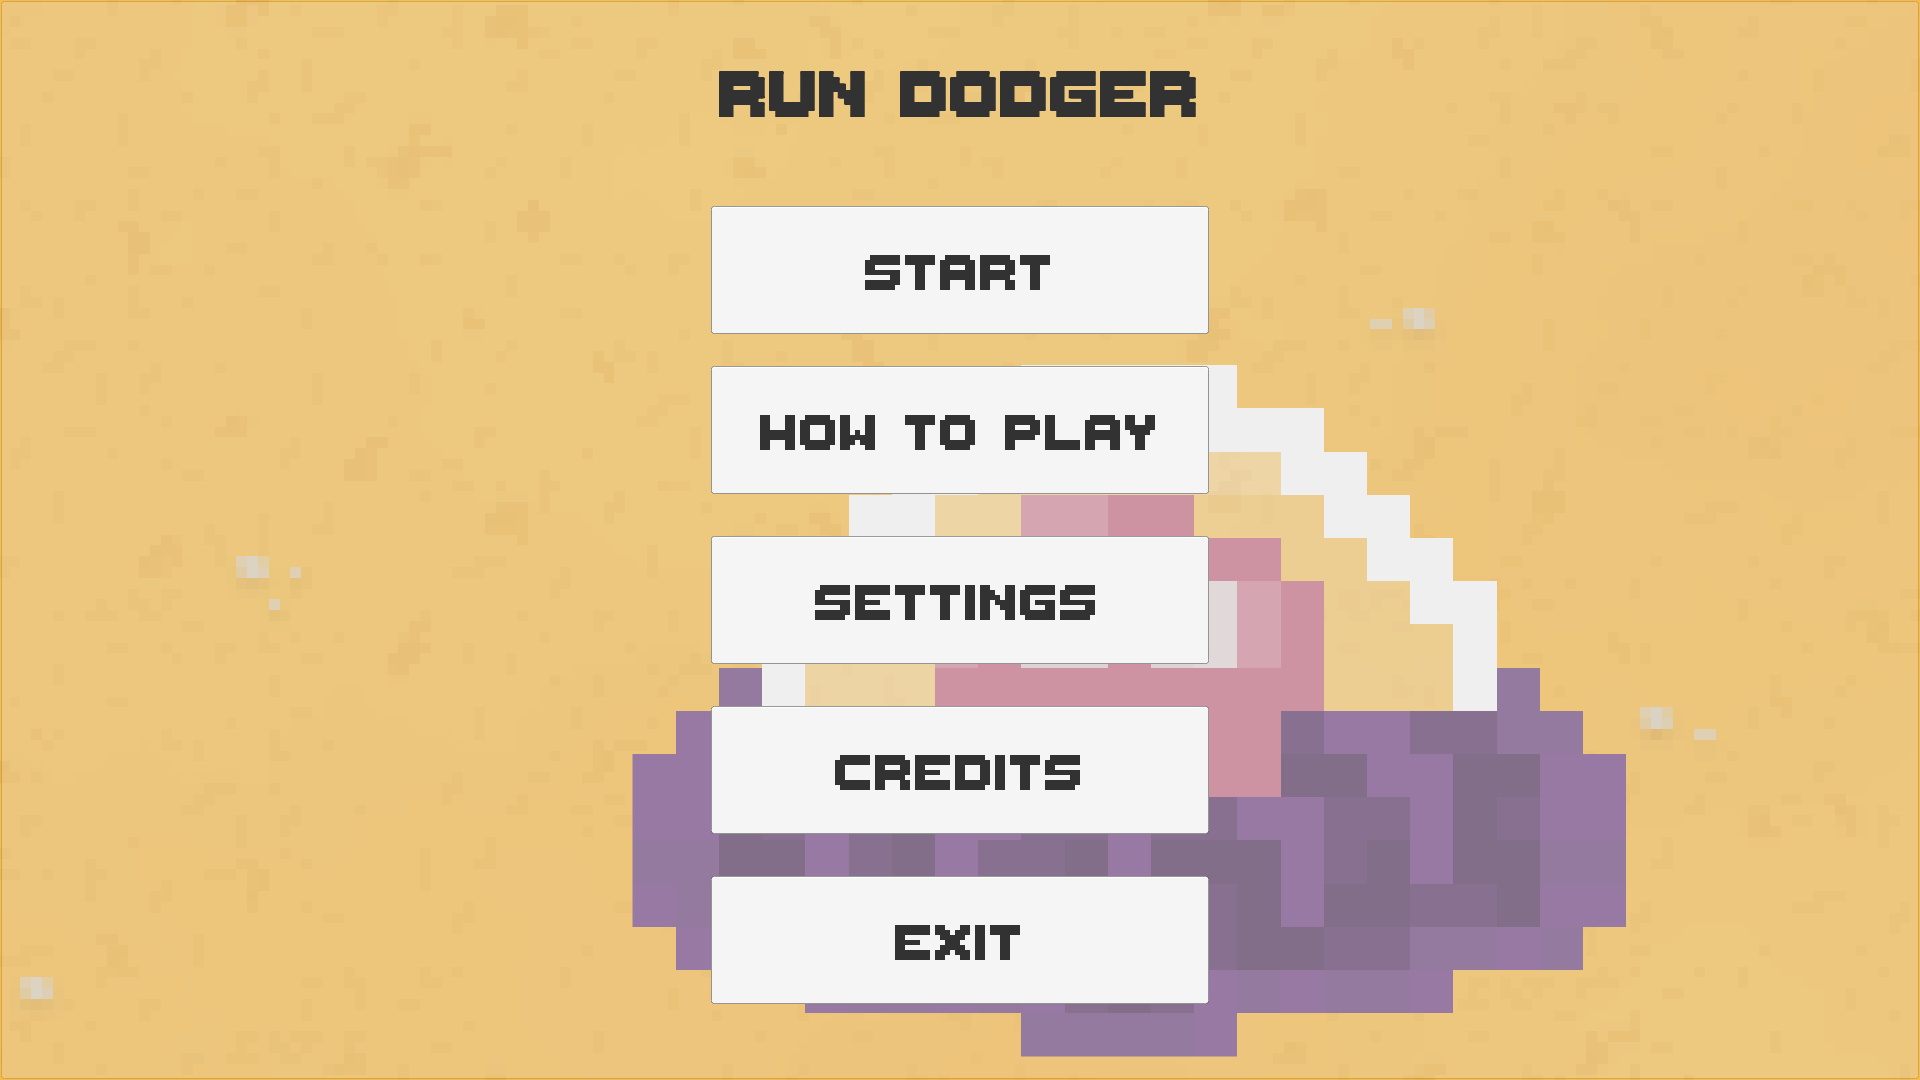 RUN DODGER
START
HOW TO PLAY
SETTINGS
CREDITS
EXIT